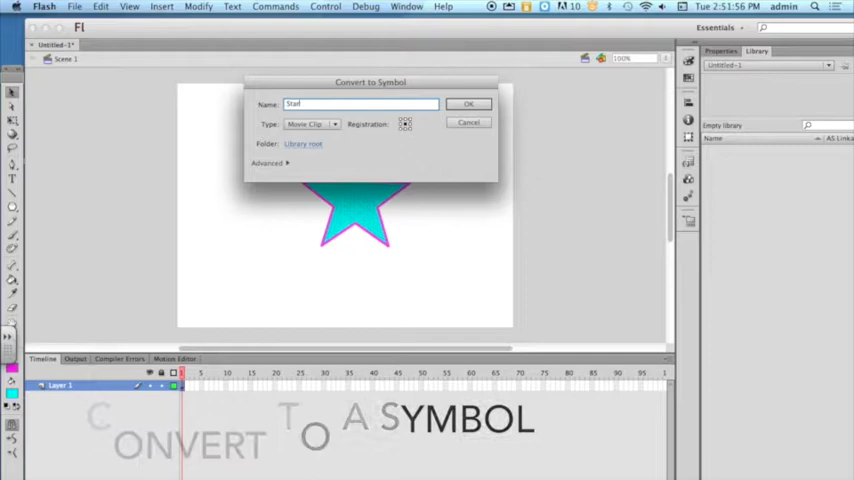 Flash File Edit View Insert Modify Text Commands Control Debug Window Help 10 Tue 2:51:56 PM admin
Fl Essentials
Untitled-1*
Scene 1 100%
Convert to Symbol
Name: Star OK
Type: Movie Clip Registration: Cancel
Folder: Library root
Advanced
Properties Library
Untitled-1
Empty library
Name AS Linka
Timeline Output Compiler Errors Motion Editor
5 10 15 20 25 30 35 40 45 50 55 60 65 70 75 80 85 90 95 1
Layer 1
CONVERT TO A SYMBOL